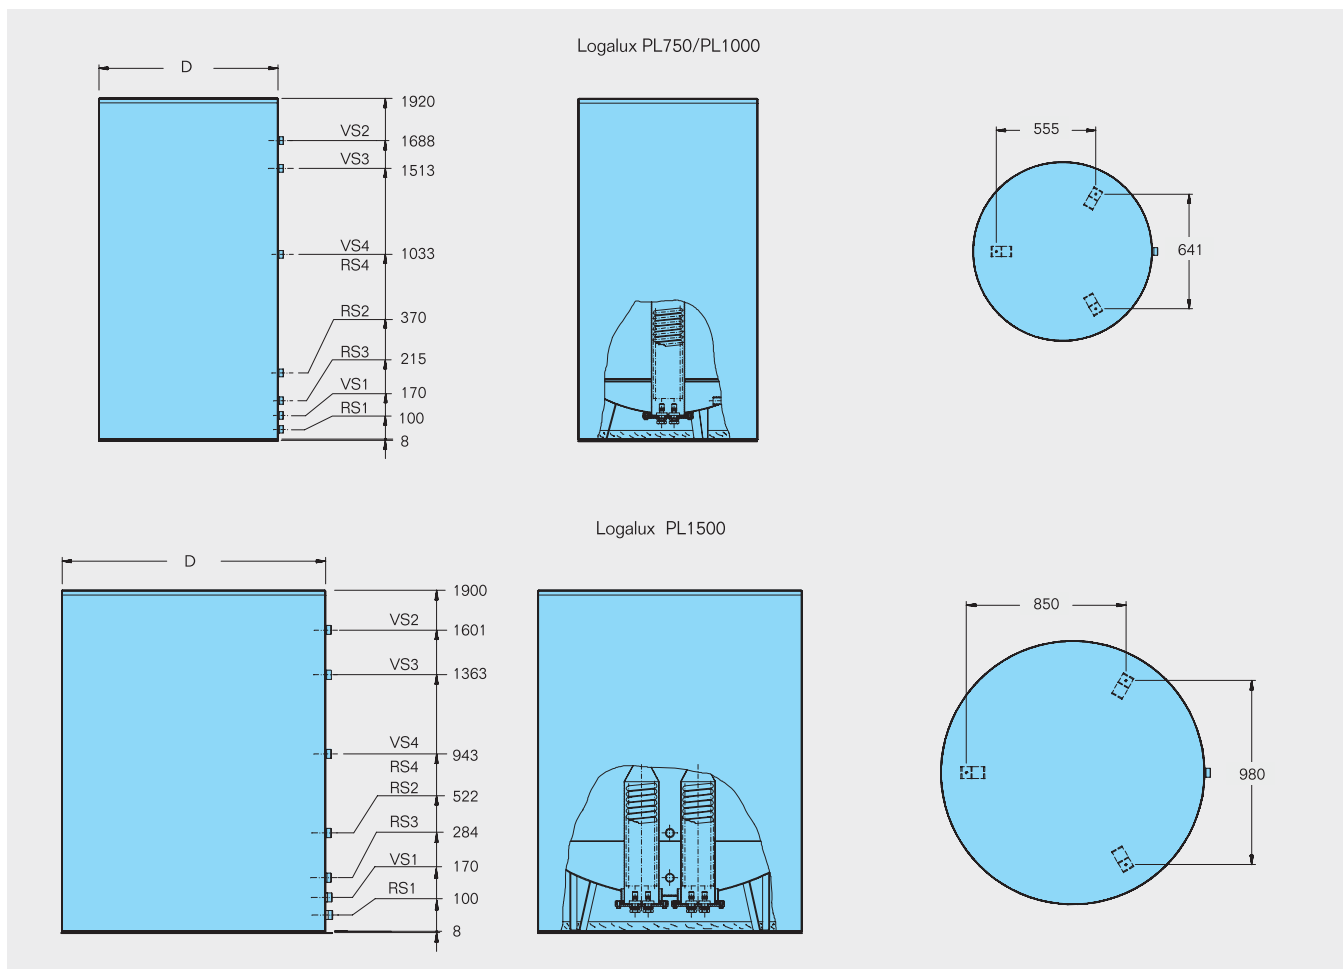 Logalux PL750/PL1000
D
1920
VS2
1688
VS3
1513
VS4
1033
RS4
RS2
370
RS3
215
VS1
170
RS1
100
8
555
641
Logalux PL1500
D
1900
VS2
1601
VS3
1363
VS4
943
RS4
RS2
522
RS3
284
VS1
170
RS1
100
8
850
980